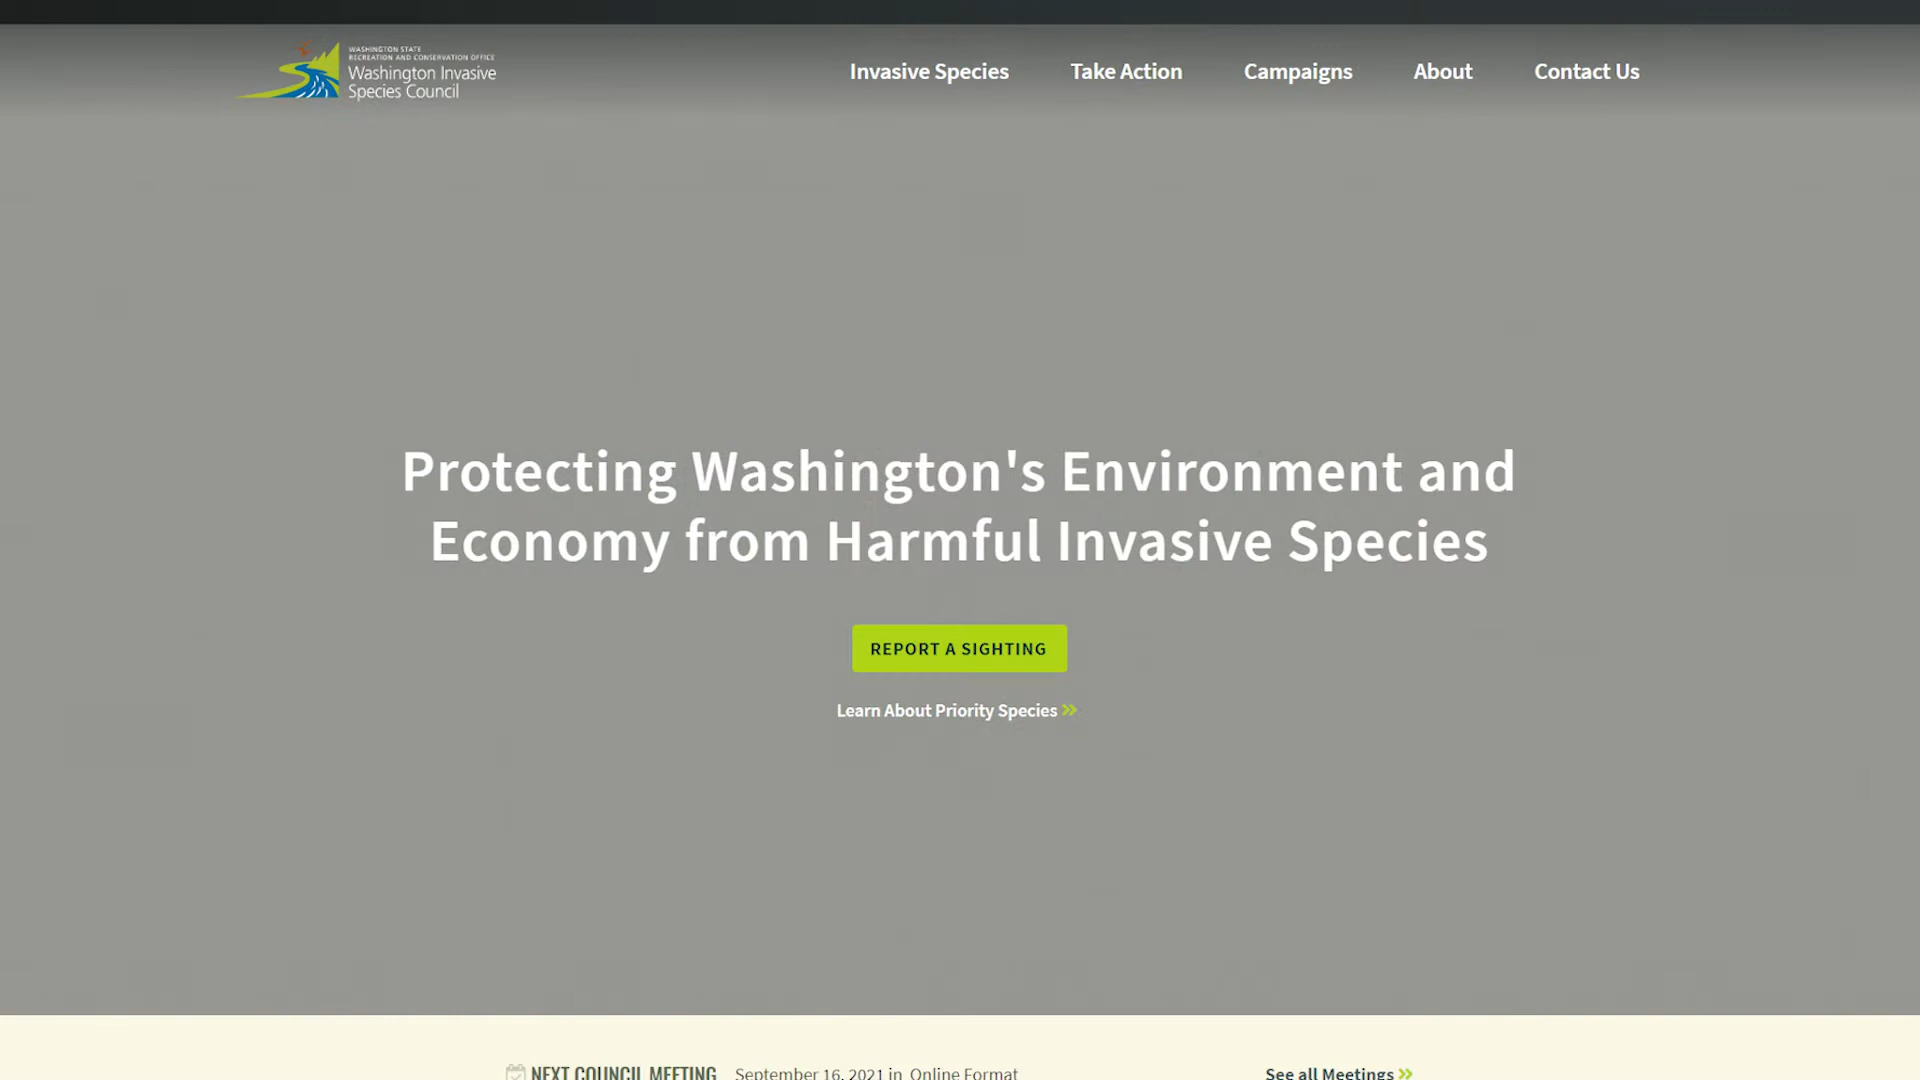 WASHINGTON STATE
RECREATION AND CONSERVATION OFFICE
Washington Invasive
Species Council
Invasive Species
Take Action
Campaigns
About
Contact Us
Protecting Washington's Environment and
Economy from Harmful Invasive Species
REPORT A SIGHTING
Learn About Priority Species »
NEXT COUNCIL MEETING September 16, 2021 in Online Format See all Meetings »